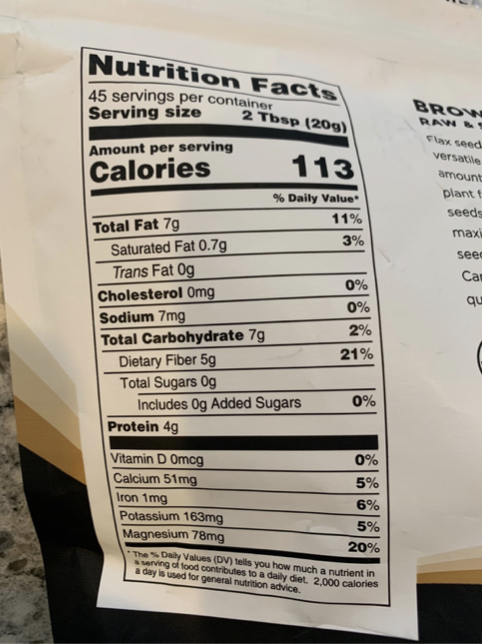 Nutrition Facts
45 servings per container
Serving size 2 Tbsp (20g)
Amount per serving
Calories 113
% Daily Value*
Total Fat 7g 11%
Saturated Fat 0.7g 3%
Trans Fat 0g
Cholesterol 0mg 0%
Sodium 7mg 0%
Total Carbohydrate 7g 2%
Dietary Fiber 5g 21%
Total Sugars 0g
Includes 0g Added Sugars 0%
Protein 4g
Vitamin D 0mcg 0%
Calcium 51mg 5%
Iron 1mg 6%
Potassium 163mg 5%
Magnesium 78mg 20%
*The % Daily Values (DV) tells you how much a nutrient in
a serving of food contributes to a daily diet. 2,000 calories
a day is used for general nutrition advice.
BROW
RAW &
Flax seed
versatile
amount
plant f
seeds
maxi
see
Ca
qu